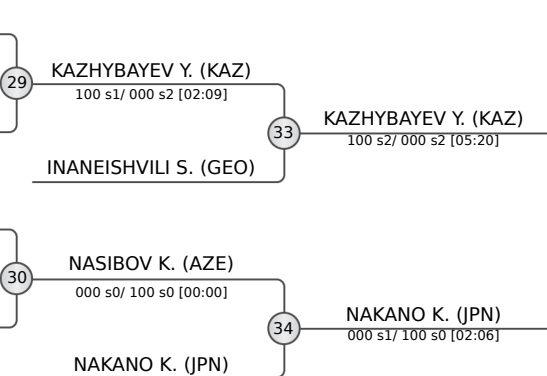 29
KAZHYBAYEV Y. (KAZ)
100 s1/ 000 s2 [02:09]
33
KAZHYBAYEV Y. (KAZ)
100 s2/ 000 s2 [05:20]
INANEISHVILI S. (GEO)
30
NASIBOV K. (AZE)
000 s0/ 100 s0 [00:00]
34
NAKANO K. (JPN)
000 s1/ 100 s0 [02:06]
NAKANO K. (JPN)